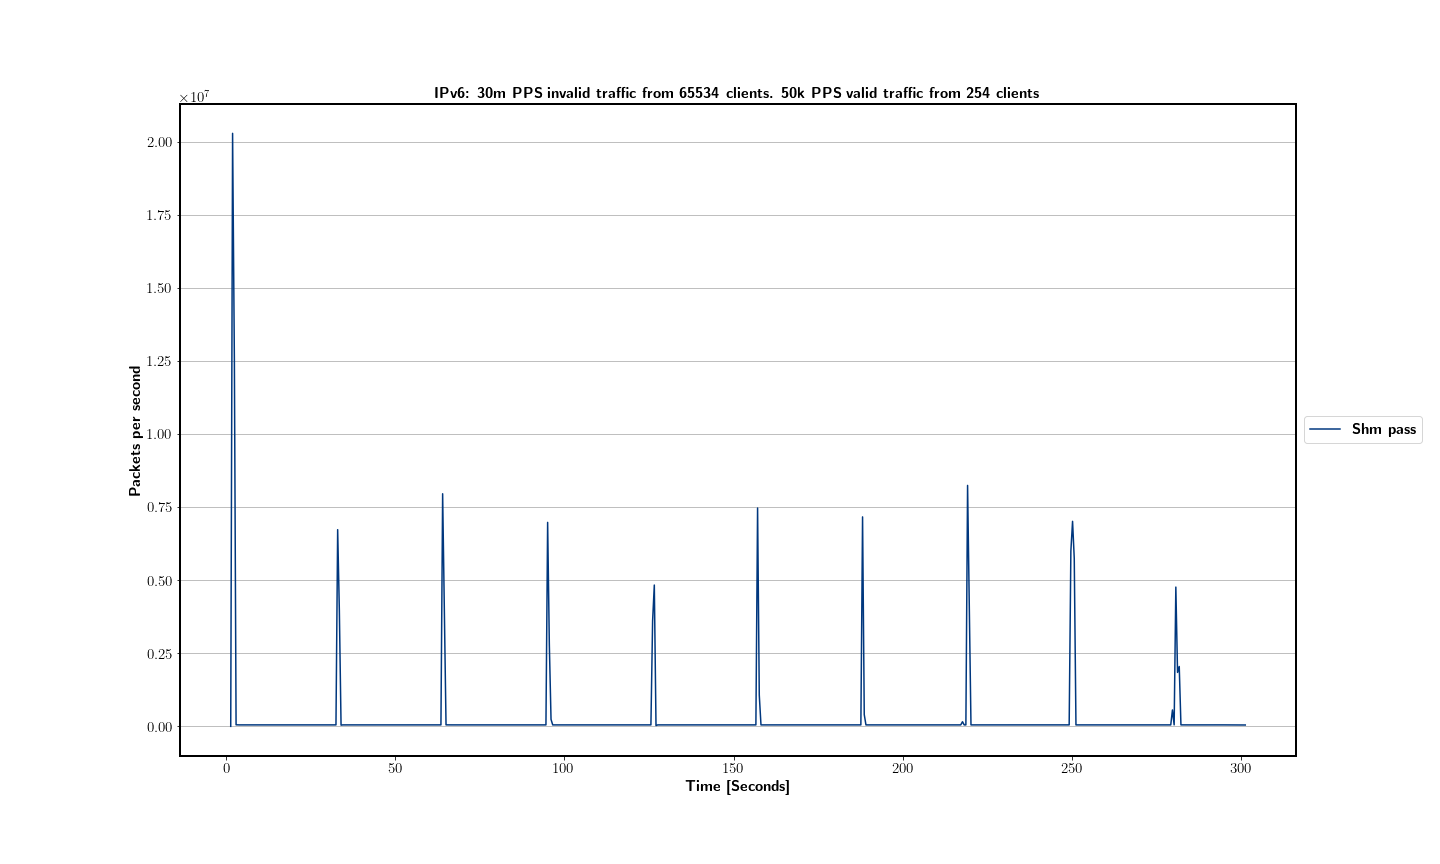 IPv6: 30m PPS invalid traffic from 65534 clients. 50k PPS valid traffic from 254 clients
×10⁷
2.00
1.75
1.50
1.25
1.00
0.75
0.50
0.25
0.00
Packets per second
0 50 100 150 200 250 300
Time [Seconds]
Shm pass